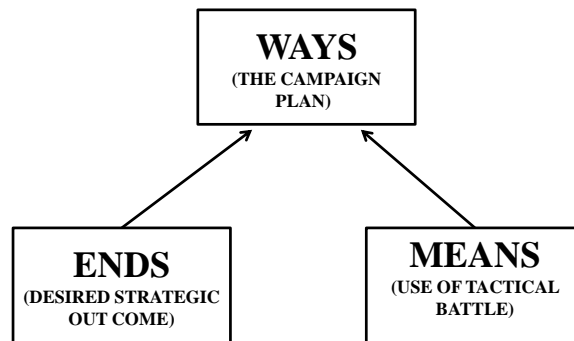 WAYS
(THE CAMPAIGN
PLAN)
ENDS
(DESIRED STRATEGIC
OUT COME)
MEANS
(USE OF TACTICAL
BATTLE)